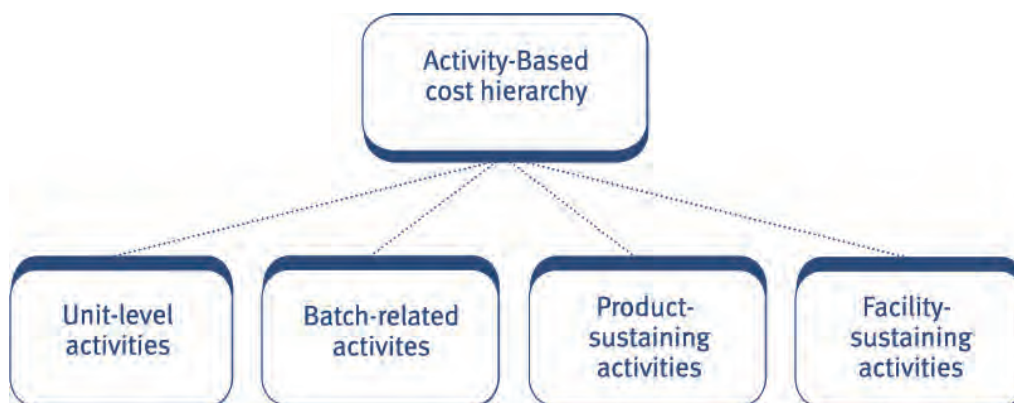 Activity-Based
cost hierarchy
Unit-level
activities
Batch-related
activites
Product-
sustaining
activities
Facility-
sustaining
activities